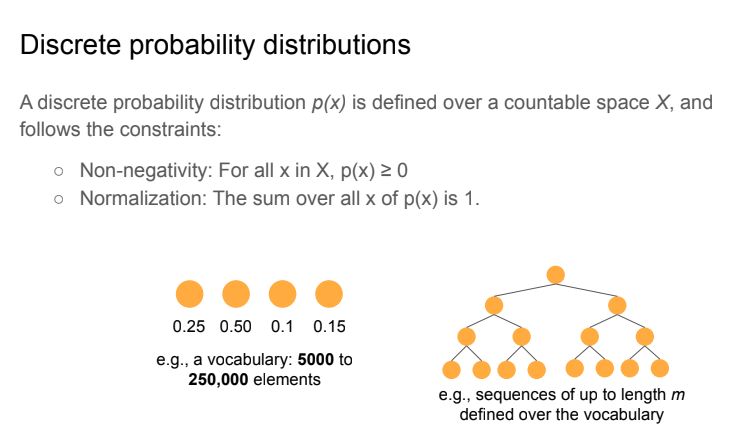 Discrete probability distributions
A discrete probability distribution p(x) is defined over a countable space X, and
follows the constraints:
○ Non-negativity: For all x in X, p(x) ≥ 0
○ Normalization: The sum over all x of p(x) is 1.
0.25 0.50 0.1 0.15
e.g., a vocabulary: 5000 to
250,000 elements
e.g., sequences of up to length m
defined over the vocabulary